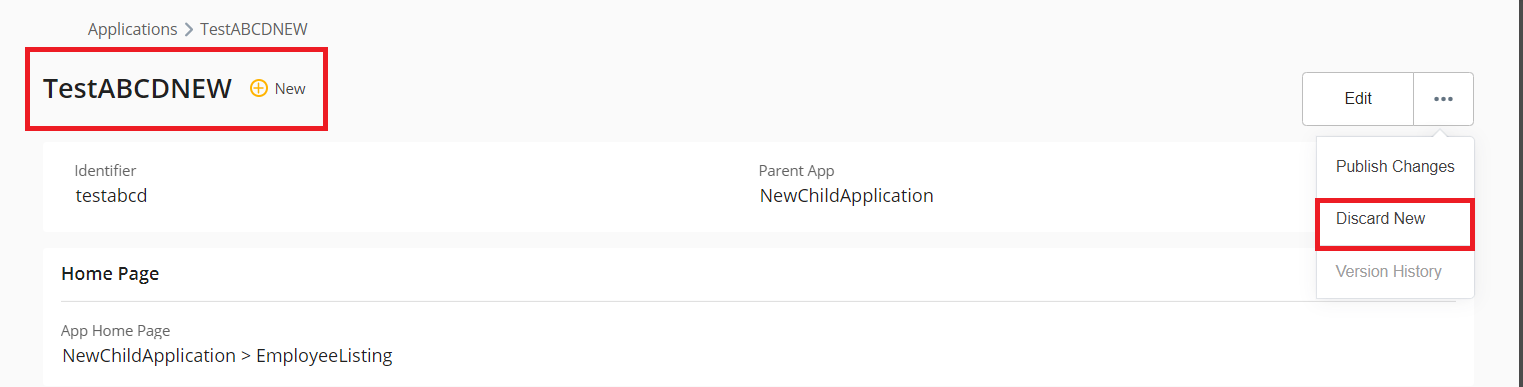 Applications > TestABCDNEW
TestABCDNEW New
Edit ...
Publish Changes
Discard New
Version History
Identifier
testabcd
Parent App
NewChildApplication
Home Page
App Home Page
NewChildApplication > EmployeeListing